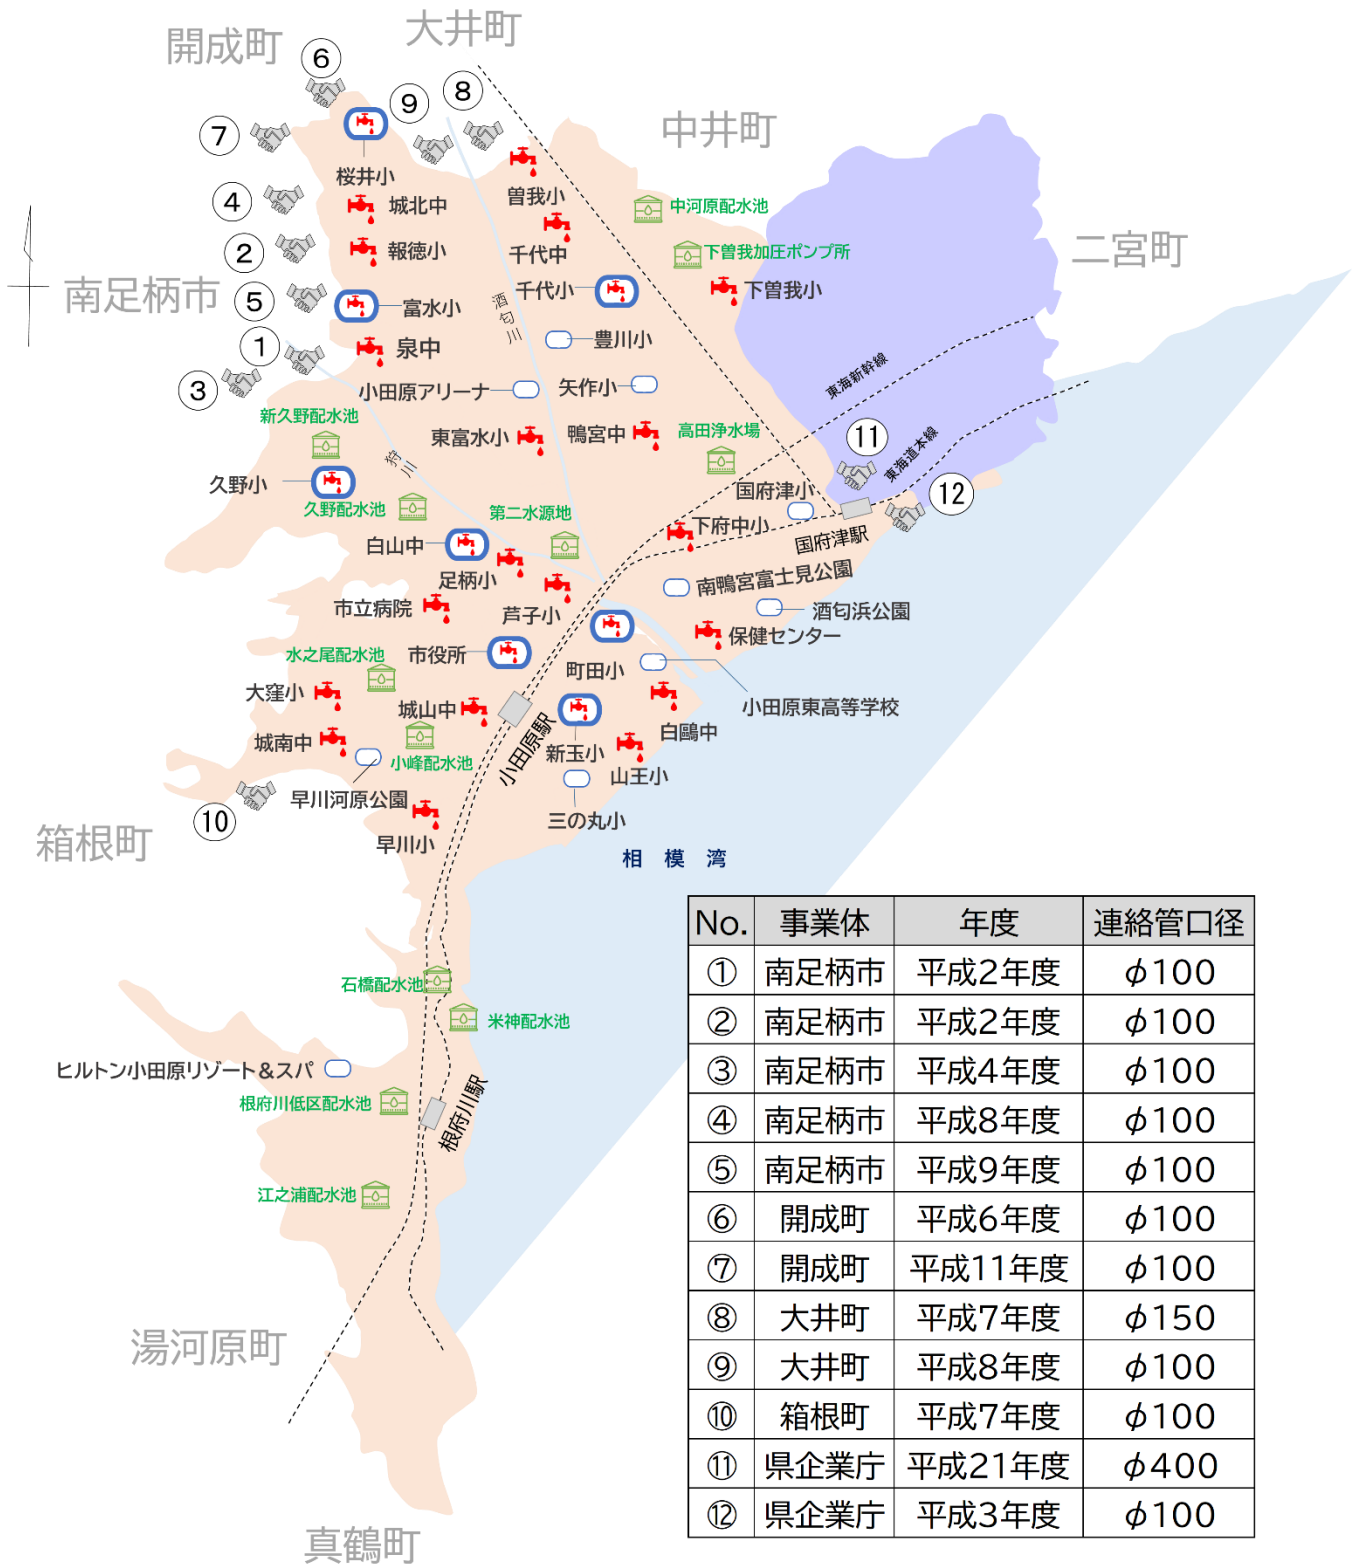 開成町
大井町
⑥
⑨
⑧
⑦
中井町
桜井小
曽我小
④
城北中
中河原配水池
千代中
②
報徳小
下曽我加圧ポンプ所
二宮町
南足柄市
⑤
富水小
酒匂川
千代小
下曽我小
①
泉中
豊川小
東海新幹線
③
小田原アリーナ
矢作小
新久野配水池
東富水小
鴨宮中
高田浄水場
⑪
東海道本線
狩川
久野小
久野配水池
国府津小
⑫
第二水源地
下府中小
国府津駅
白山中
足柄小
南鴨宮富士見公園
市立病院
芦子小
酒匂浜公園
保健センター
水之尾配水池
市役所
町田小
大窪小
城山中
小田原東高等学校
城南中
小田原駅
白鷗中
小峰配水池
新玉小
山王小
早川河原公園
⑩
三の丸小
箱根町
早川小
相模湾
石橋配水池
米神配水池
ヒルトン小田原リゾート＆スパ
根府川低区配水池
根府川駅
江之浦配水池
湯河原町
真鶴町
No. 事業体 年度 連絡管口径
① 南足柄市 平成2年度 φ100
② 南足柄市 平成2年度 φ100
③ 南足柄市 平成4年度 φ100
④ 南足柄市 平成8年度 φ100
⑤ 南足柄市 平成9年度 φ100
⑥ 開成町 平成6年度 φ100
⑦ 開成町 平成11年度 φ100
⑧ 大井町 平成7年度 φ150
⑨ 大井町 平成8年度 φ100
⑩ 箱根町 平成7年度 φ100
⑪ 県企業庁 平成21年度 φ400
⑫ 県企業庁 平成3年度 φ100